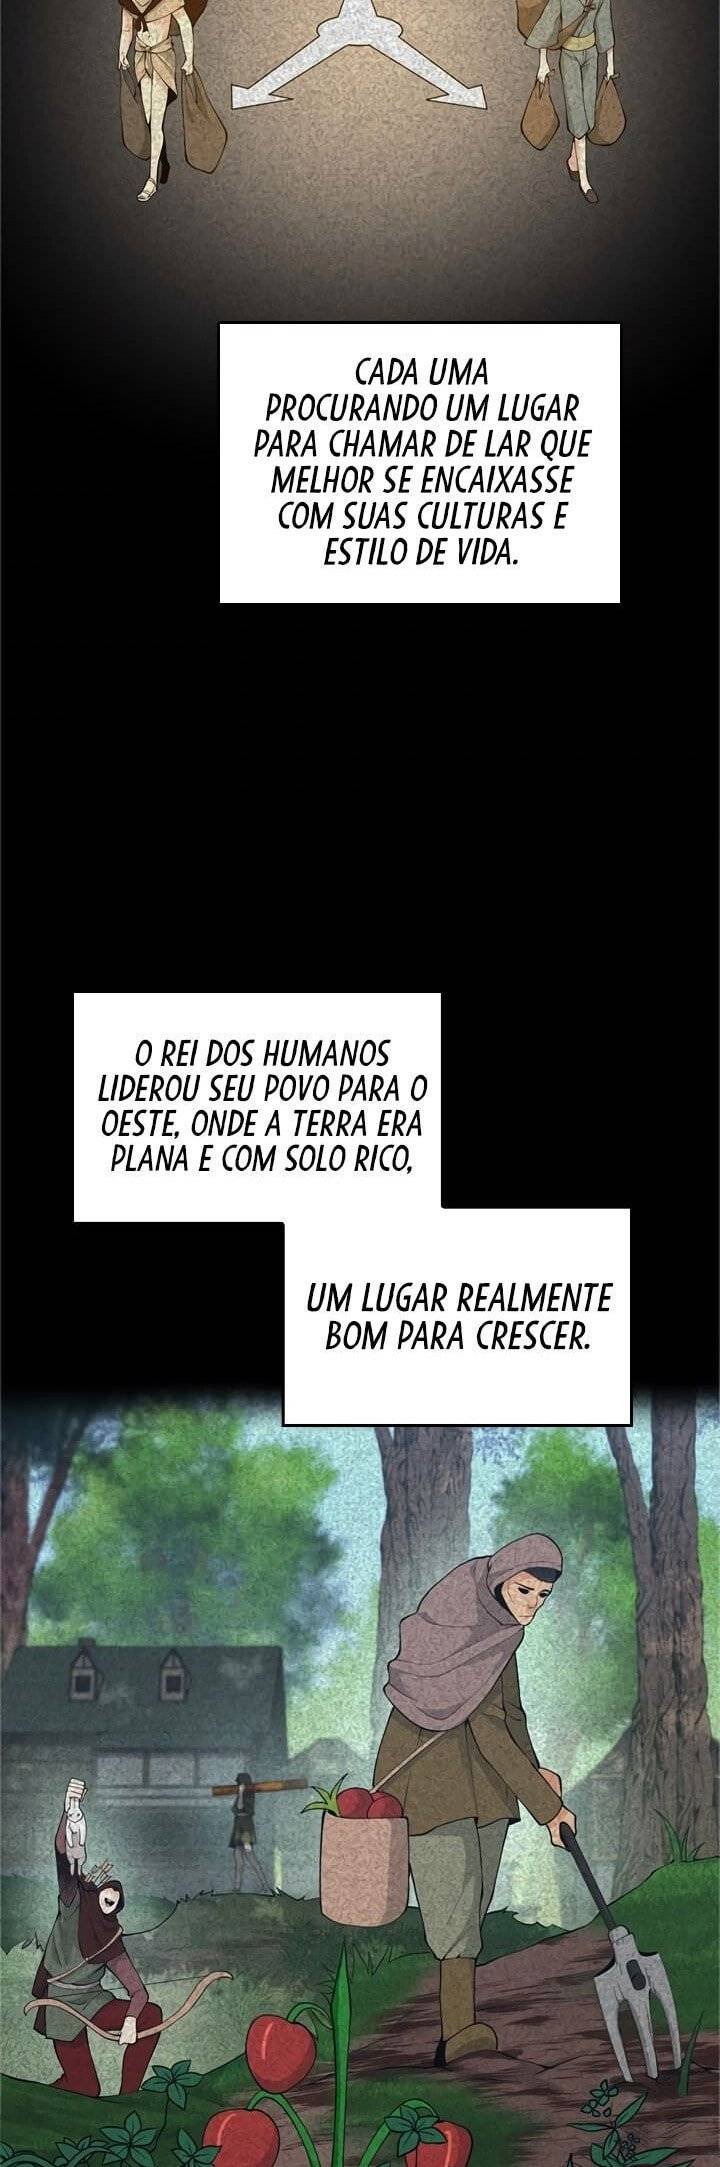 CADA UMA
PROCURANDO UM LUGAR
PARA CHAMAR DE LAR QUE
MELHOR SE ENCAIXASSE
COM SUAS CULTURAS E
ESTILO DE VIDA.
O REI DOS HUMANOS
LIDEROU SEU POVO PARA O
OESTE, ONDE A TERRA ERA
PLANA E COM SOLO RICO,
UM LUGAR REALMENTE
BOM PARA CRESCER.